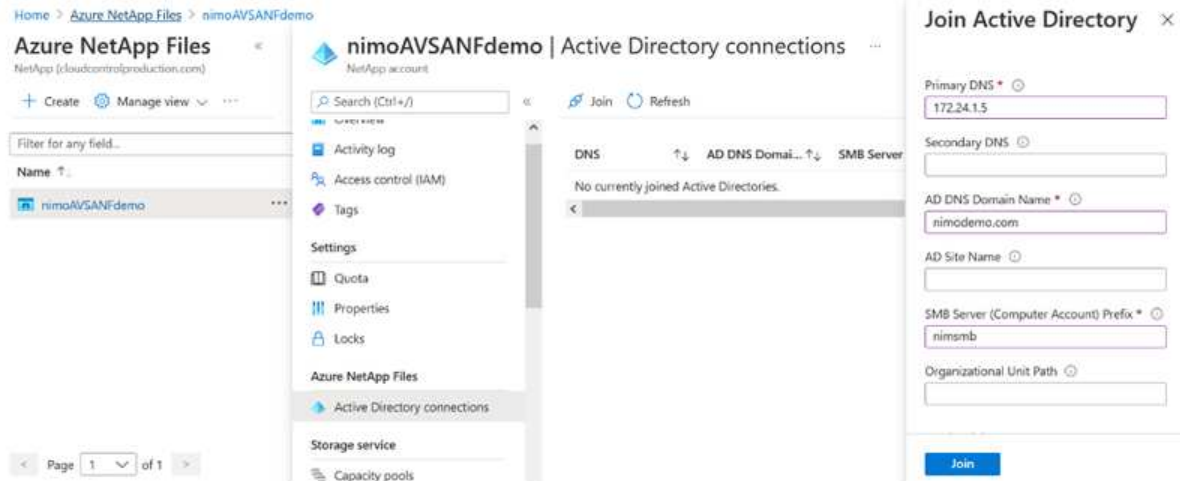 Home > Azure NetApp Files > nimoAVSANFdemo
Azure NetApp Files
NetApp (cloudcontrolproduction.com)
Create
Manage view
Filter for any field...
Name
nimoAVSANFdemo
Page 1 of 1
nimoAVSANFdemo | Active Directory connections
NetApp account
Search (Ctrl+/)
Overview
Activity log
Access control (IAM)
Tags
Settings
Quota
Properties
Locks
Azure NetApp Files
Active Directory connections
Storage service
Capacity pools
Join Refresh
DNS AD DNS Domai... SMB Server
No currently joined Active Directories.
Join Active Directory
Primary DNS *
172.24.1.5
Secondary DNS
AD DNS Domain Name *
nimodemo.com
AD Site Name
SMB Server (Computer Account) Prefix *
nimsmb
Organizational Unit Path
Join